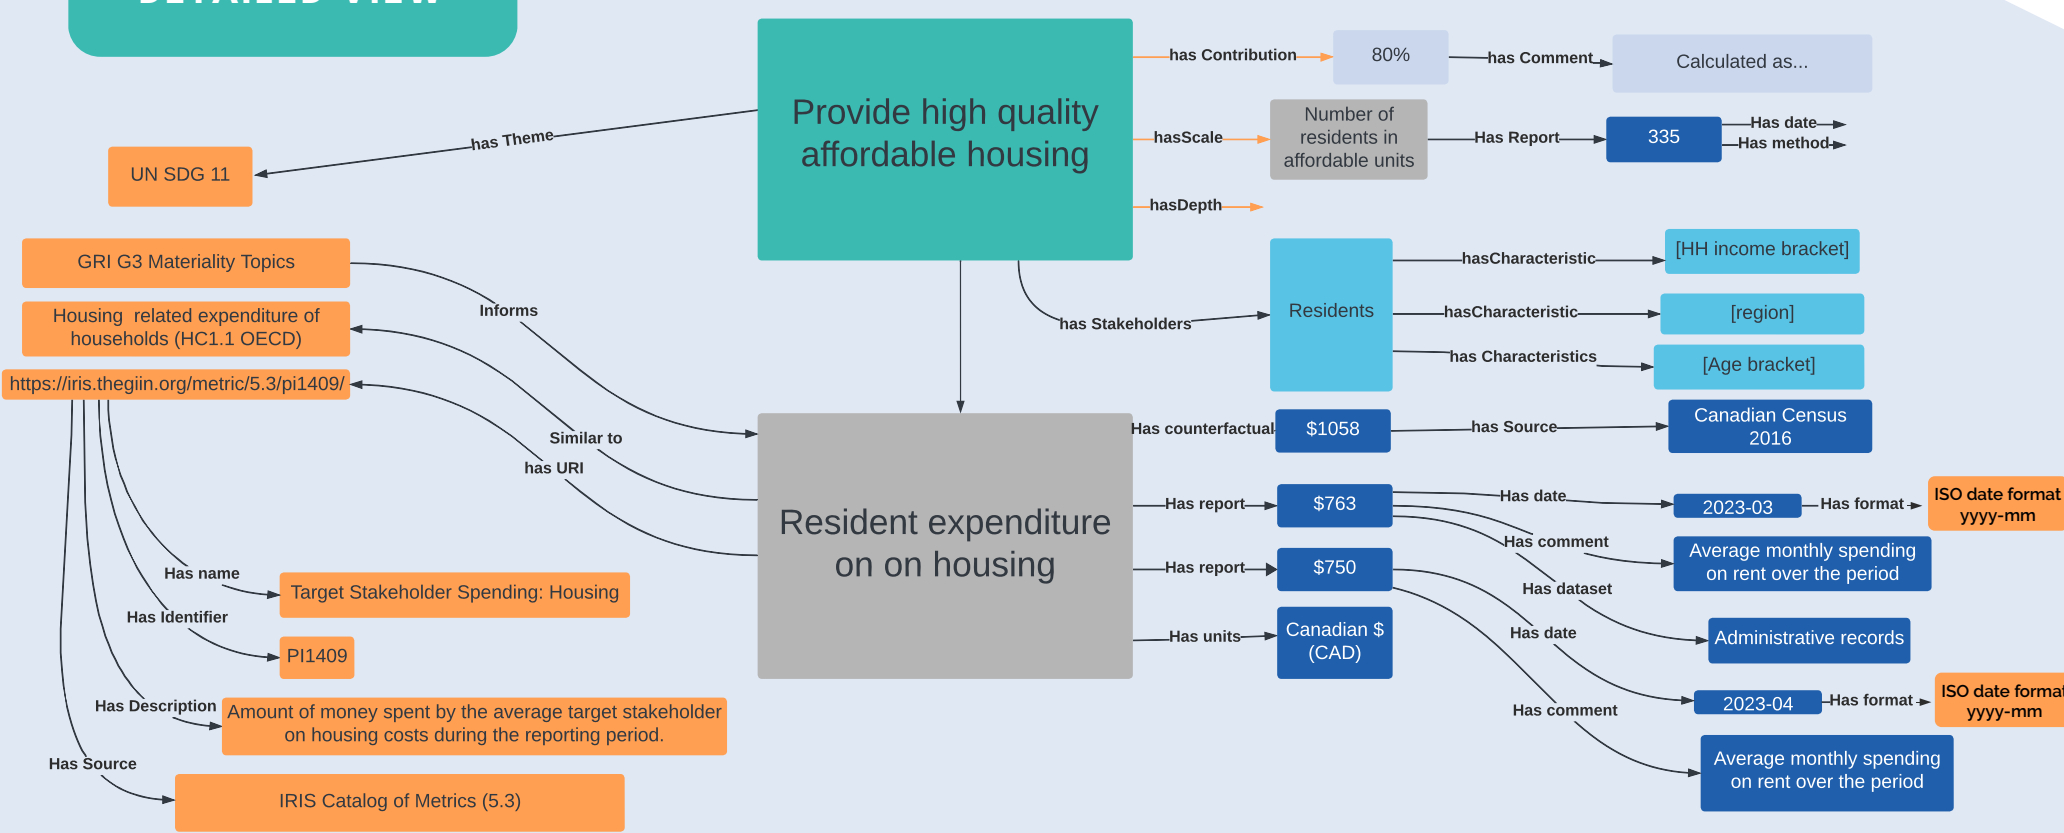 DETAILED VIEW
Provide high quality
affordable housing
has Contribution
80%
has Comment
Calculated as...
has Theme
UN SDG 11
hasScale
Number of
residents in
affordable units
Has Report
335
Has date
Has method
hasDepth
GRI G3 Materiality Topics
Informs
Housing  related expenditure of
households (HC1.1 OECD)
Similar to
https://iris.thegiin.org/metric/5.3/pi1409/
has URI
has Stakeholders
Residents
hasCharacteristic
[HH income bracket]
hasCharacteristic
[region]
has Characteristics
[Age bracket]
Resident expenditure
on on housing
Has counterfactual
$1058
has Source
Canadian Census
2016
Has report
$763
Has date
2023-03
Has format
ISO date format
yyyy-mm
Has comment
Average monthly spending
on rent over the period
Has dataset
Administrative records
Has report
$750
Has date
2023-04
Has format
ISO date format
yyyy-mm
Has comment
Average monthly spending
on rent over the period
Has units
Canadian $
(CAD)
Has name
Target Stakeholder Spending: Housing
Has Identifier
PI1409
Has Description
Amount of money spent by the average target stakeholder
on housing costs during the reporting period.
Has Source
IRIS Catalog of Metrics (5.3)